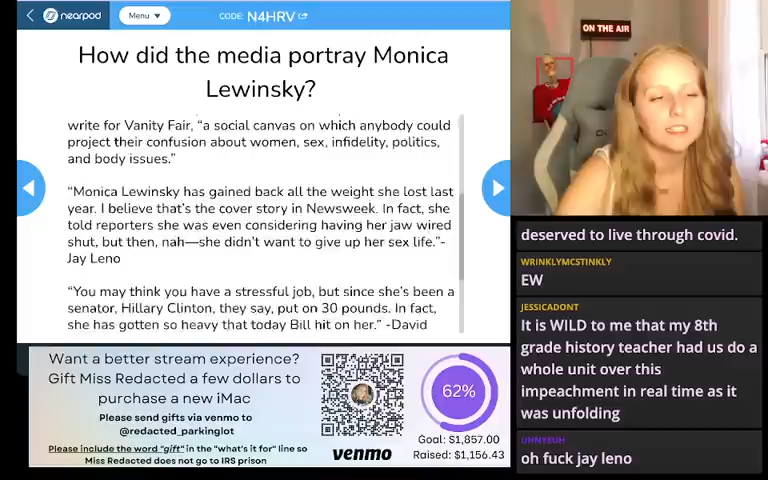 nearpod
Menu
CODE: N4HRV
ON THE AIR
How did the media portray Monica
Lewinsky?
write for Vanity Fair, “a social canvas on which anybody could
project their confusion about women, sex, infidelity, politics,
and body issues.”
“Monica Lewinsky has gained back all the weight she lost last
year. I believe that's the cover story in Newsweek. In fact, she
told reporters she was even considering having her jaw wired
shut, but then, nah—she didn't want to give up her sex life.”-
Jay Leno
“You may think you have a stressful job, but since she's been a
senator, Hillary Clinton, they say, put on 30 pounds. In fact,
she has gotten so heavy that today Bill hit on her.” -David
deserved to live through covid.
WRINKLYMCSTINKLY
EW
JESSICADONT
It is WILD to me that my 8th
grade history teacher had us do a
whole unit over this
impeachment in real time as it
was unfolding
UHNYEUH
oh fuck jay leno
Want a better stream experience?
Gift Miss Redacted a few dollars to
purchase a new iMac
Please send gifts via venmo to
@redacted_parkinglot
Please include the word "gift" in the "what's it for" line so
Miss Redacted does not go to IRS prison
venmo
62%
Goal: $1,857.00
Raised: $1,156.43